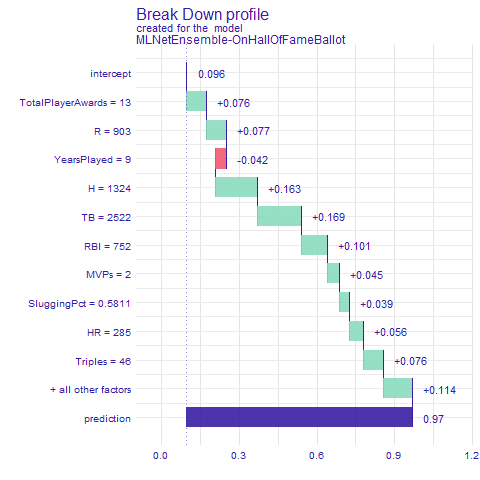 Break Down profile
created for the model
MLNetEnsemble-OnHallOfFameBallot
intercept 0.096
TotalPlayerAwards = 13 +0.076
R = 903 +0.077
YearsPlayed = 9 -0.042
H = 1324 +0.163
TB = 2522 +0.169
RBI = 752 +0.101
MVPs = 2 +0.045
SluggingPct = 0.5811 +0.039
HR = 285 +0.056
Triples = 46 +0.076
+ all other factors +0.114
prediction 0.97
0.0 0.3 0.6 0.9 1.2